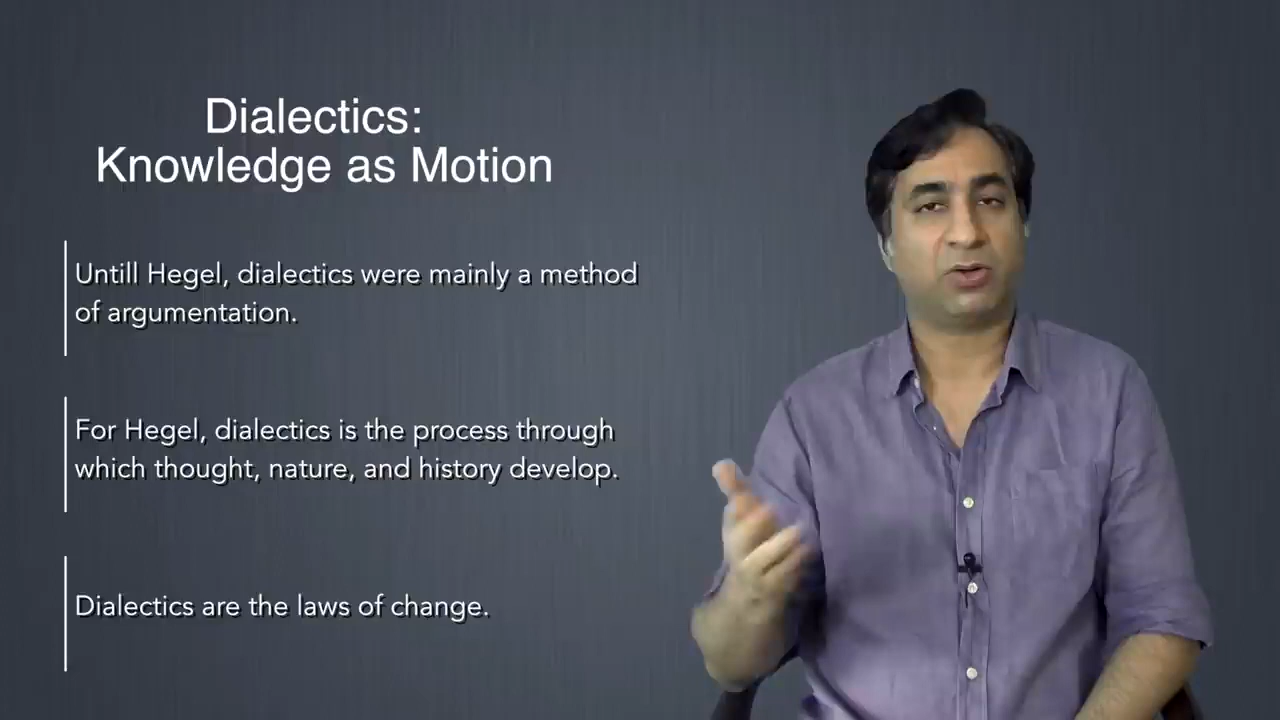 Dialectics:
Knowledge as Motion
Untill Hegel, dialectics were mainly a method
of argumentation.
For Hegel, dialectics is the process through
which thought, nature, and history develop.
Dialectics are the laws of change.